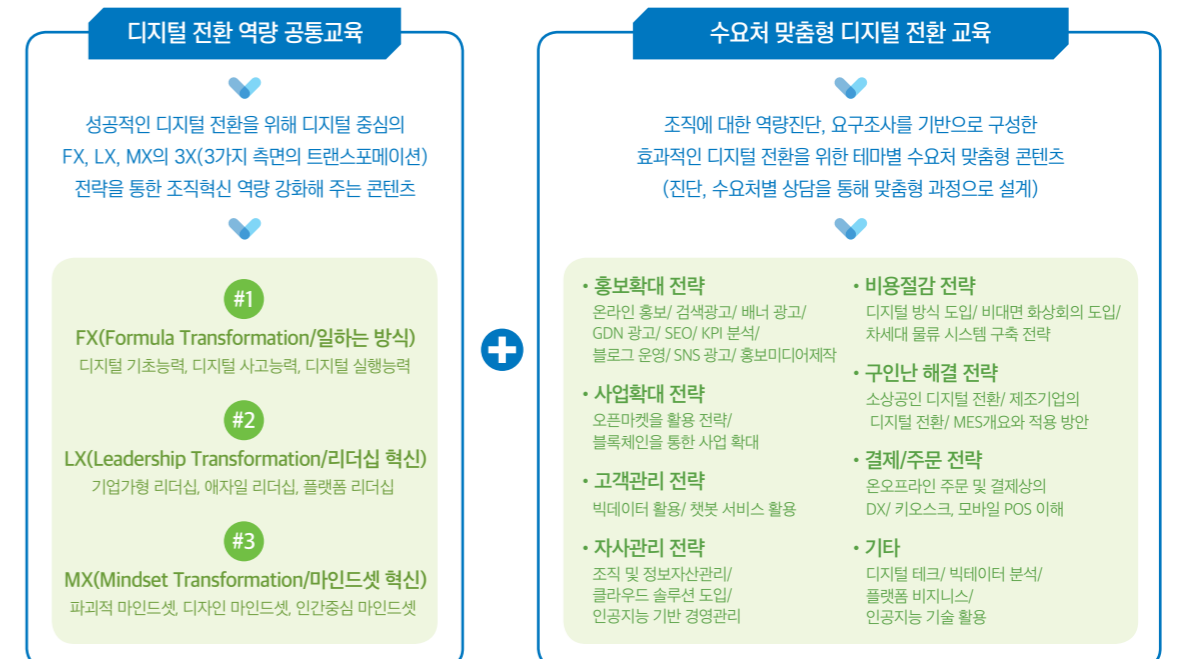 디지털 전환 역량 공통교육
성공적인 디지털 전환을 위해 디지털 중심의
FX, LX, MX의 3X(3가지 측면의 트랜스포메이션)
전략을 통한 조직혁신 역량 강화해 주는 콘텐츠
#1
FX(Formula Transformation/일하는 방식)
디지털 기초능력, 디지털 사고능력, 디지털 실행능력
#2
LX(Leadership Transformation/리더십 혁신)
기업가형 리더십, 애자일 리더십, 플랫폼 리더십
#3
MX(Mindset Transformation/마인드셋 혁신)
파괴적 마인드셋, 디자인 마인드셋, 인간중심 마인드셋
수요처 맞춤형 디지털 전환 교육
조직에 대한 역량진단, 요구조사를 기반으로 구성한
효과적인 디지털 전환을 위한 테마별 수요처 맞춤형 콘텐츠
(진단, 수요처별 상담을 통해 맞춤형 과정으로 설계)
• 홍보확대 전략
온라인 홍보/ 검색광고/ 배너 광고/
GDN 광고/ SEO/ KPI 분석/
블로그 운영/ SNS 광고/ 홍보미디어제작
• 사업확대 전략
오픈마켓을 활용 전략/
블록체인을 통한 사업 확대
• 고객관리 전략
빅데이터 활용/ 챗봇 서비스 활용
• 자사관리 전략
조직 및 정보자산관리/
클라우드 솔루션 도입/
인공지능 기반 경영관리
• 비용절감 전략
디지털 방식 도입/ 비대면 화상회의 도입/
차세대 물류 시스템 구축 전략
• 구인난 해결 전략
소상공인 디지털 전환/ 제조기업의
디지털 전환/ MES개요와 적용 방안
• 결제/주문 전략
온오프라인 주문 및 결제상의
DX/ 키오스크, 모바일 POS 이해
• 기타
디지털 테크/ 빅테이터 분석/
플랫폼 비지니스/
인공지능 기술 활용